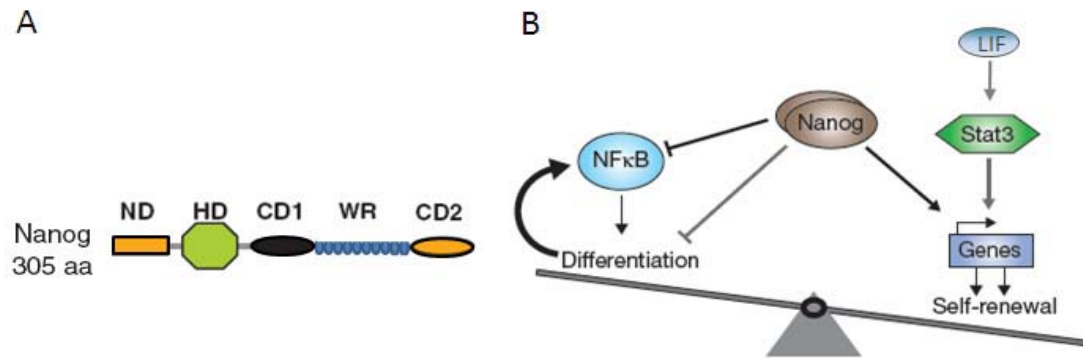 A
ND HD CD1 WR CD2
Nanog
305 aa
B
LIF
Nanog
Stat3
NFκB
Genes
Differentiation
Self-renewal